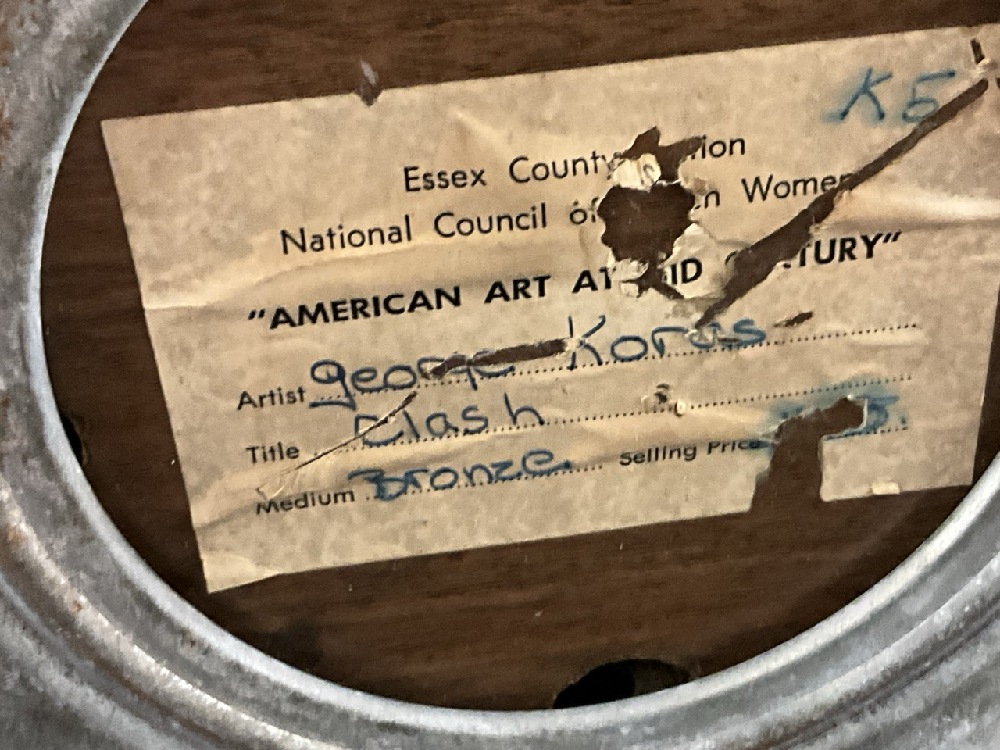 K5
Essex County
National Council of Women
"AMERICAN ART AT
Artist George Koras
Title Clash
Medium Bronze Selling Price